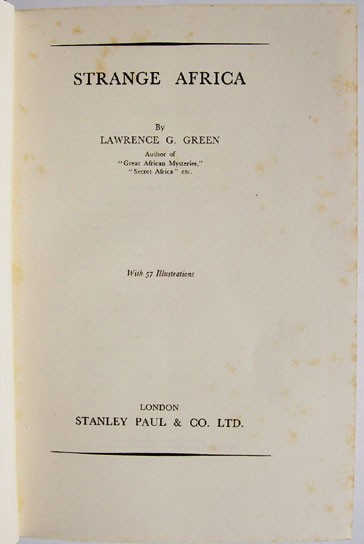 STRANGE AFRICA
By
LAWRENCE G. GREEN
Author of
"Great African Mysteries,"
"Secret Africa" etc.
With 57 Illustrations
LONDON
STANLEY PAUL & CO. LTD.